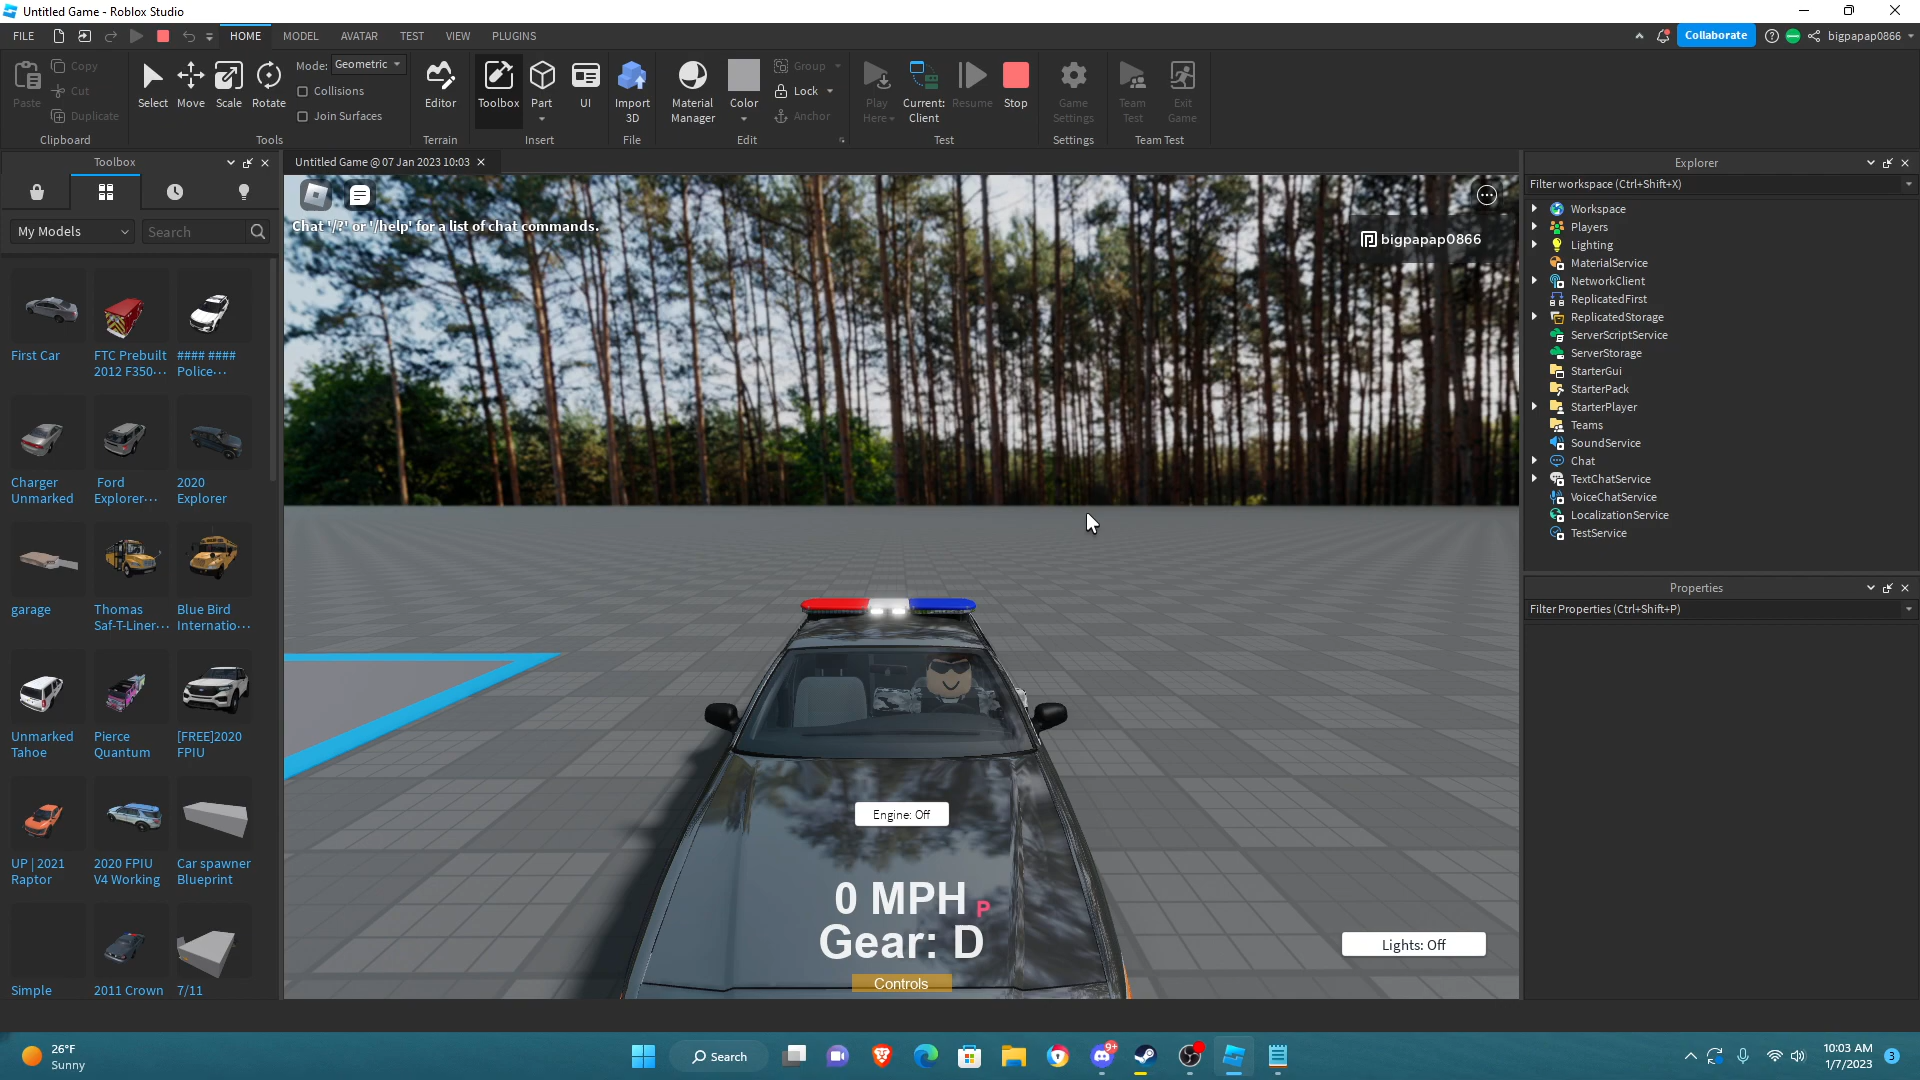 Untitled Game - Roblox Studio
FILE
HOME
MODEL
AVATAR
TEST
VIEW
PLUGINS
Collaborate
bigpapap0866
Paste
Copy
Cut
Duplicate
Clipboard
Select
Move
Scale
Rotate
Mode: Geometric
Collisions
Join Surfaces
Tools
Editor
Terrain
Toolbox
Part
UI
Insert
Import
3D
File
Material
Manager
Color
Group
Lock
Anchor
Edit
Play
Here
Current:
Client
Resume
Stop
Test
Game
Settings
Settings
Team
Test
Exit
Game
Team Test
Toolbox
My Models
Search
First Car
FTC Prebuilt
2012 F350...
#### ####
Police...
Charger
Unmarked
Ford
Explorer...
2020
Explorer
garage
Thomas
Saf-T-Liner...
Blue Bird
Internatio...
Unmarked
Tahoe
Pierce
Quantum
[FREE]2020
FPIU
UP | 2021
Raptor
2020 FPIU
V4 Working
Car spawner
Blueprint
Simple
2011 Crown
7/11
Untitled Game @ 07 Jan 2023 10:03
Chat '/?' or '/help' for a list of chat commands.
bigpapap0866
Engine: Off
0 MPH P
Gear: D
Controls
Lights: Off
Explorer
Filter workspace (Ctrl+Shift+X)
Workspace
Players
Lighting
MaterialService
NetworkClient
ReplicatedFirst
ReplicatedStorage
ServerScriptService
ServerStorage
StarterGui
StarterPack
StarterPlayer
Teams
SoundService
Chat
TextChatService
VoiceChatService
LocalizationService
TestService
Properties
Filter Properties (Ctrl+Shift+P)
26°F
Sunny
Search
9+
10:03 AM
1/7/2023
3